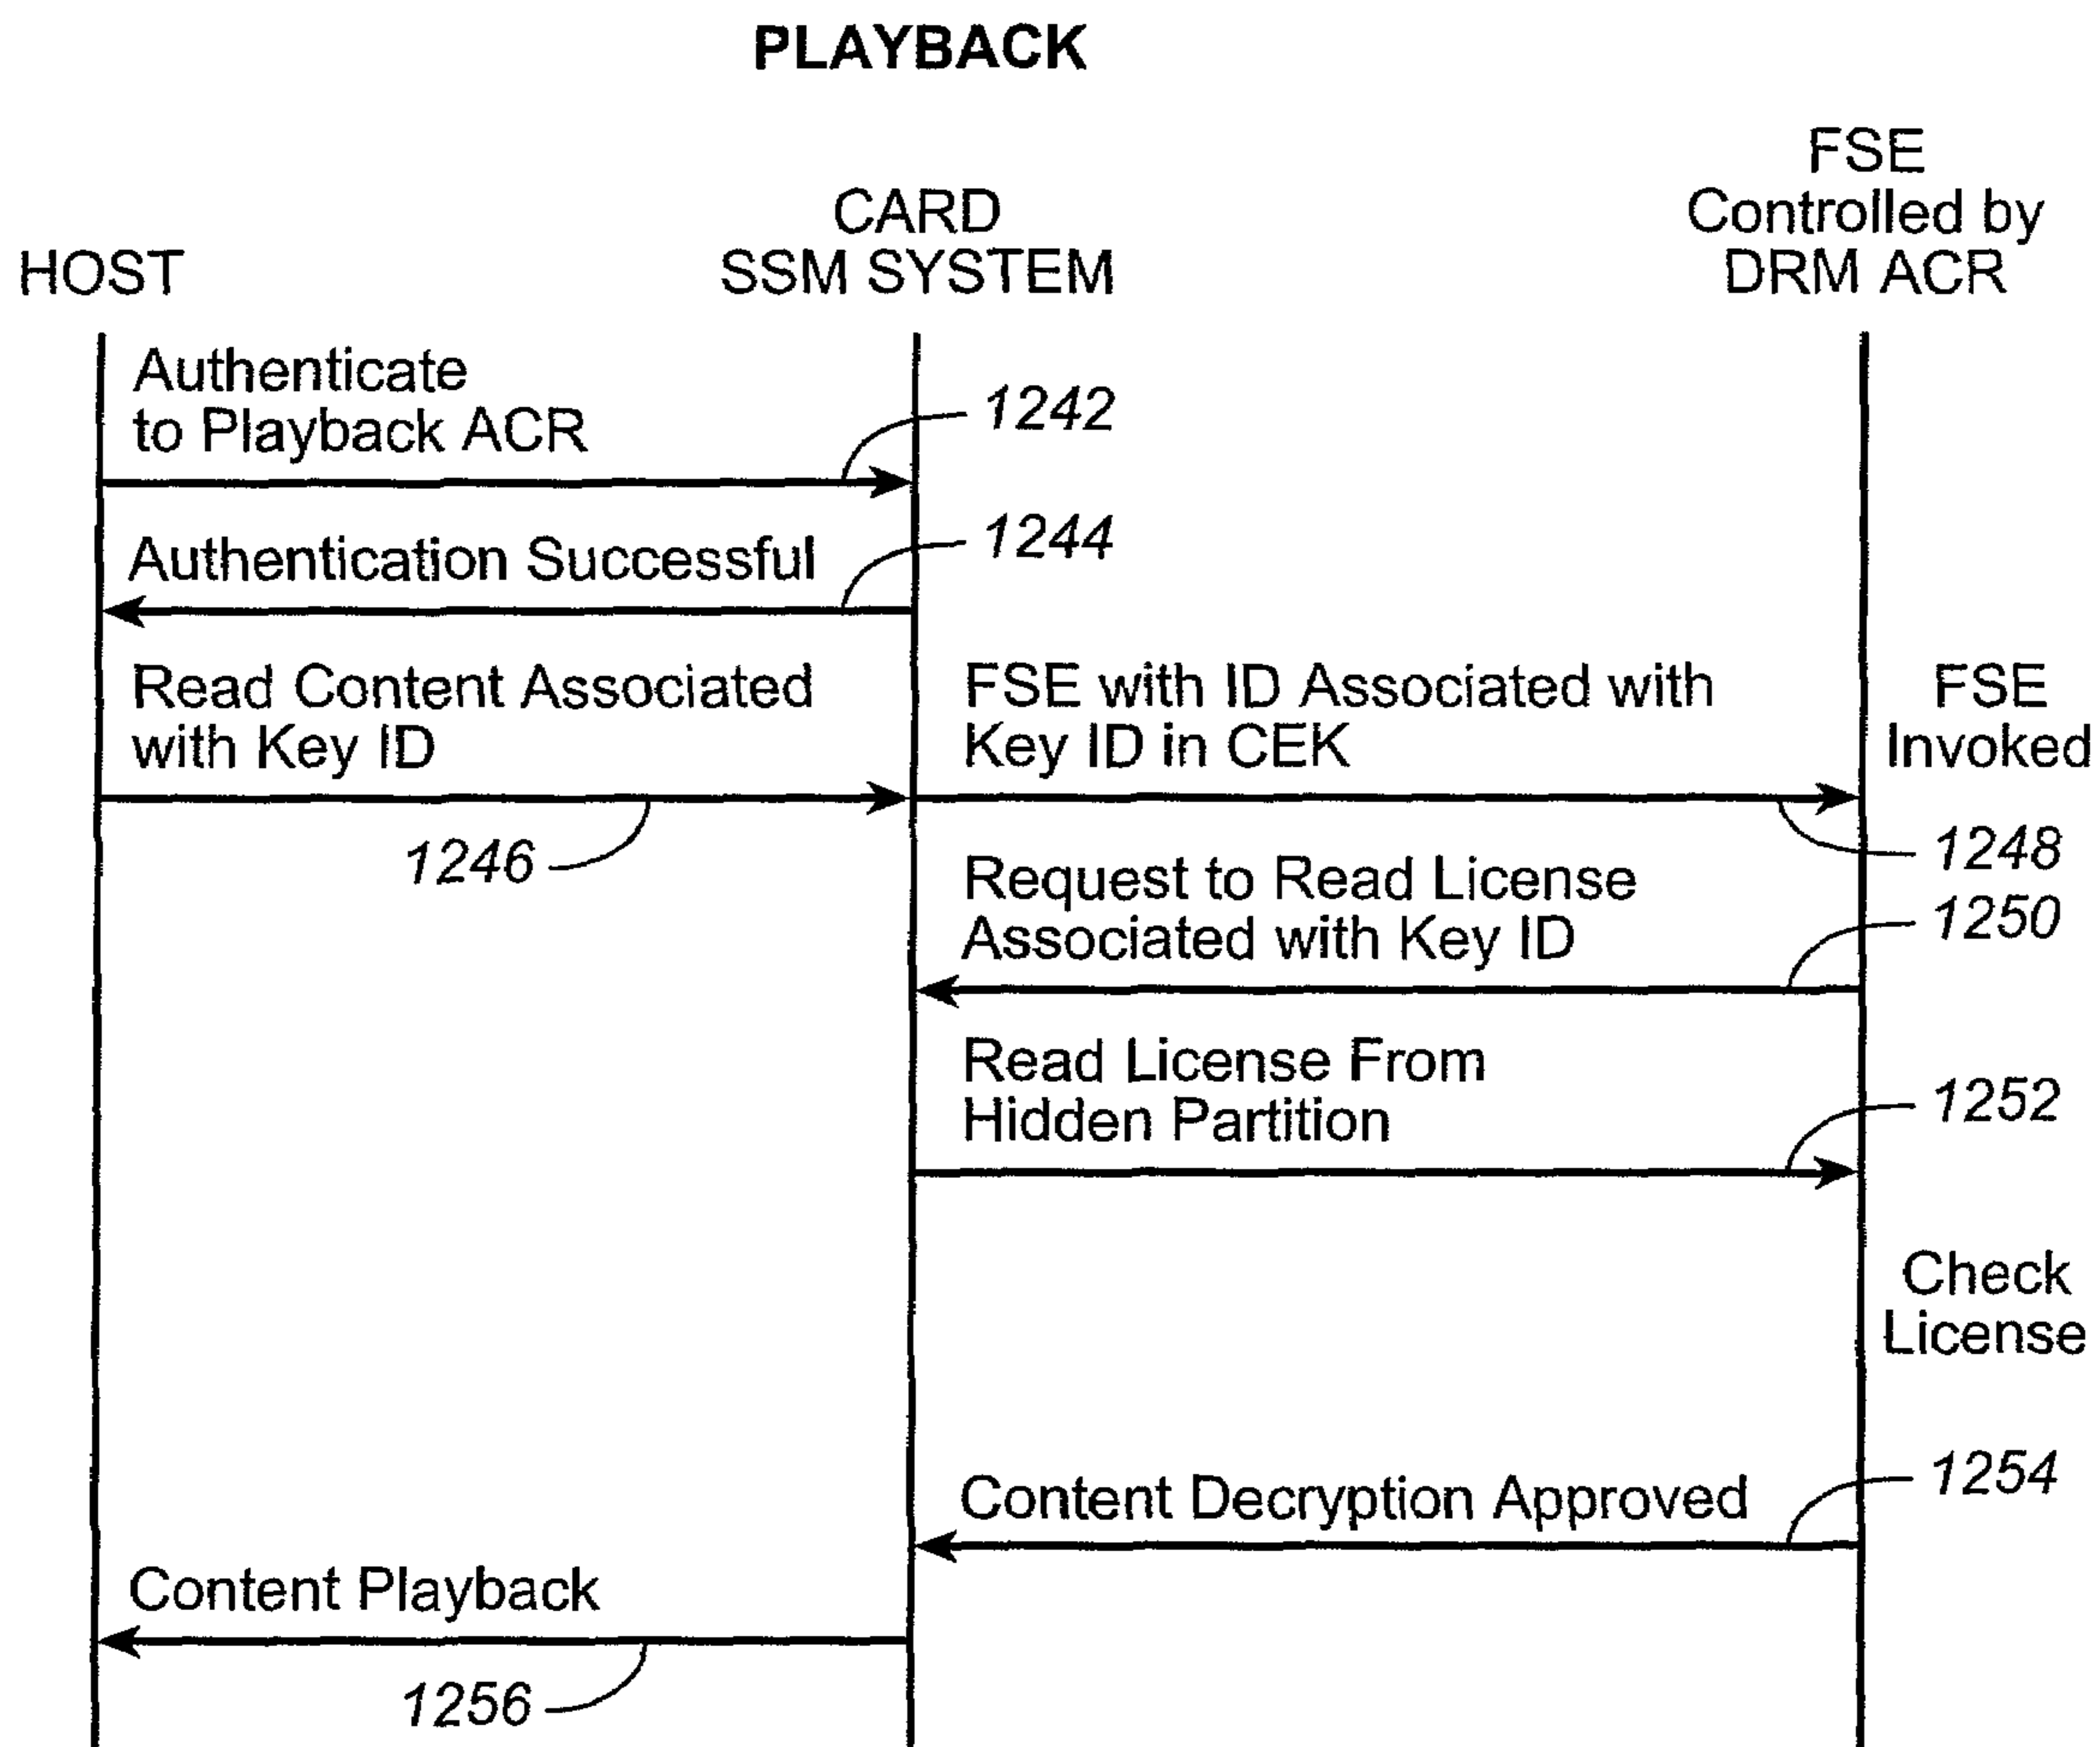 PLAYBACK
HOST
CARD
SSM SYSTEM
FSE
Controlled by
DRM ACR
Authenticate
to Playback ACR
1242
Authentication Successful
1244
Read Content Associated
with Key ID
1246
FSE with ID Associated with
Key ID in CEK
FSE
Invoked
1248
Request to Read License
Associated with Key ID
1250
Read License From
Hidden Partition
1252
Check
License
Content Decryption Approved
1254
Content Playback
1256